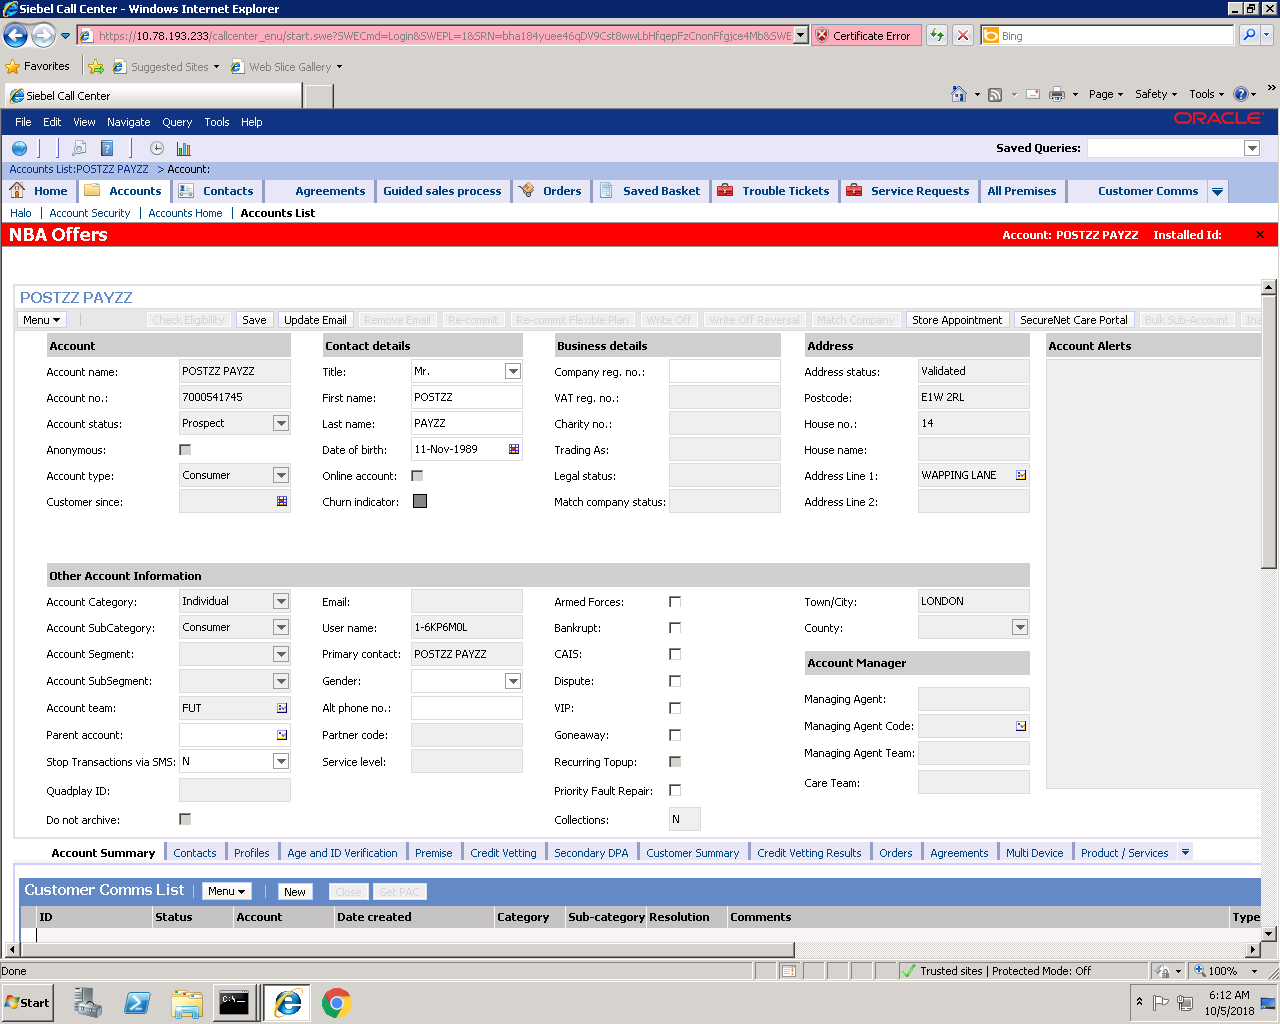 Siebel Call Center - Windows Internet Explorer
https://10.78.193.233/callcenter_enu/start.swe?SWECmd=Login&SWEPL=1&SRN=bha184yuee46qDV9Cst8wwLbHfqepFzCnonFfgjce4Mb&SWE
Certificate Error
Bing
Favorites
Suggested Sites
Web Slice Gallery
Siebel Call Center
Page
Safety
Tools
File Edit View Navigate Query Tools Help
ORACLE
Saved Queries:
Accounts List:POSTZZ PAYZZ > Account:
Home Accounts Contacts Agreements Guided sales process Orders Saved Basket Trouble Tickets Service Requests All Premises Customer Comms
Halo | Account Security | Accounts Home | Accounts List
NBA Offers
Account: POSTZZ PAYZZ Installed Id:
POSTZZ PAYZZ
Menu Check Eligibility Save Update Email Remove Email Re-commit Re-commit Flexible Plan Write Off Write Off Reversal Match Company Store Appointment SecureNet Care Portal Bulk Sub-Account Ina
Account Contact details Business details Address Account Alerts
Account name: POSTZZ PAYZZ Title: Mr. Company reg. no.: Address status: Validated
Account no.: 7000541745 First name: POSTZZ VAT reg. no.: Postcode: E1W 2RL
Account status: Prospect Last name: PAYZZ Charity no.: House no.: 14
Anonymous: Date of birth: 11-Nov-1989 Trading As: House name:
Account type: Consumer Online account: Legal status: Address Line 1: WAPPING LANE
Customer since: Churn indicator: Match company status: Address Line 2:
Other Account Information
Account Category: Individual Email: Armed Forces: Town/City: LONDON
Account SubCategory: Consumer User name: 1-6KP6M0L Bankrupt: County:
Account Segment: Primary contact: POSTZZ PAYZZ CAIS: Account Manager
Account SubSegment: Gender: Dispute:
Account team: FUT Alt phone no.: VIP: Managing Agent:
Parent account: Partner code: Goneaway: Managing Agent Code:
Stop Transactions via SMS: N Service level: Recurring Topup: Managing Agent Team:
Quadplay ID: Priority Fault Repair: Care Team:
Do not archive: Collections: N
Account Summary Contacts Profiles Age and ID Verification Premise Credit Vetting Secondary DPA Customer Summary Credit Vetting Results Orders Agreements Multi Device Product / Services
Customer Comms List Menu New Close Get PAC
ID Status Account Date created Category Sub-category Resolution Comments Type
Done
Trusted sites | Protected Mode: Off
100%
Start
6:12 AM
10/5/2018